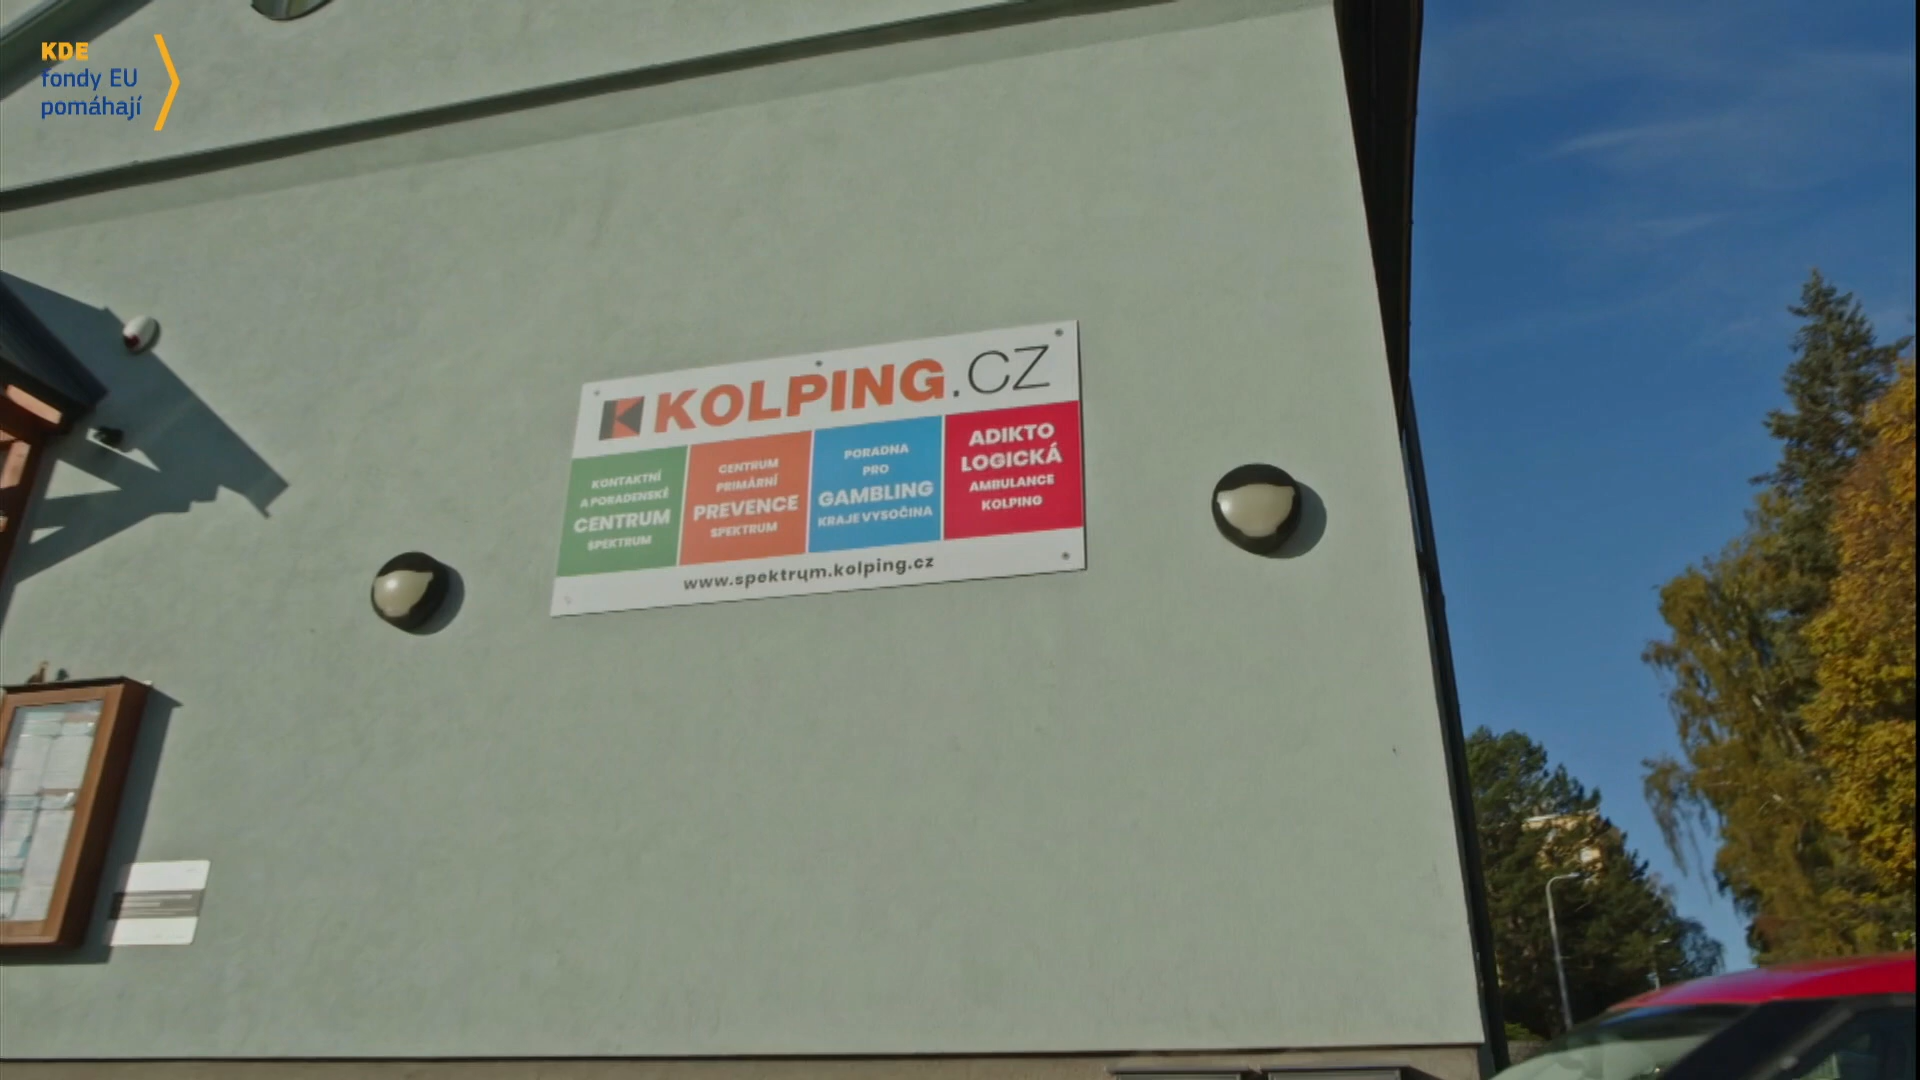 KDE
fondy EU
pomáhají
KOLPING.CZ
KONTAKTNÍ
A PORADENSKÉ
CENTRUM
SPEKTRUM
CENTRUM
PRIMÁRNÍ
PREVENCE
SPEKTRUM
PORADNA
PRO
GAMBLING
KRAJE VYSOČINA
ADIKTO
LOGICKÁ
AMBULANCE
KOLPING
www.spektrum.kolping.cz